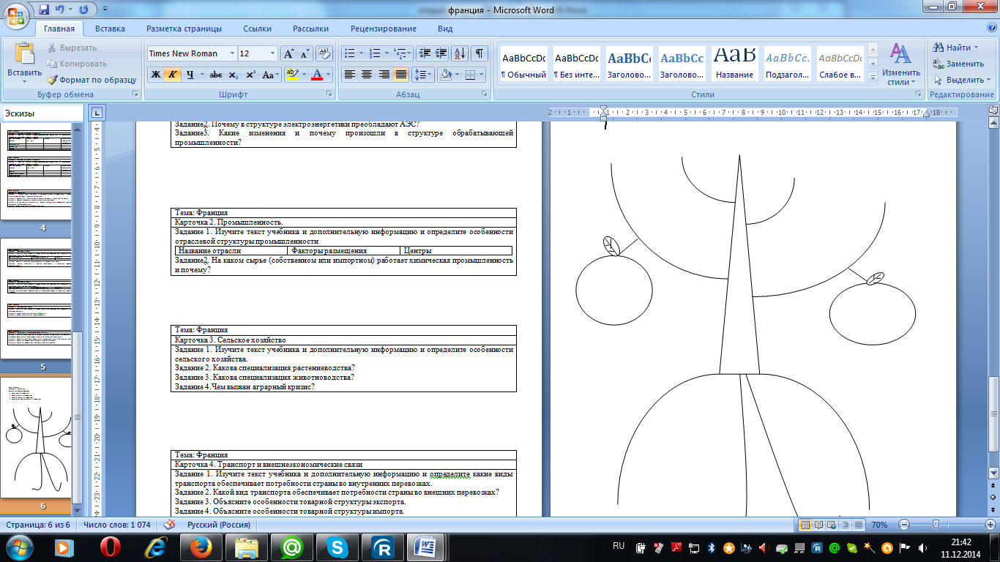 франция - Microsoft Word
Главная Вставка Разметка страницы Ссылки Рассылки Рецензирование Вид
Вставить
Вырезать
Копировать
Формат по образцу
Буфер обмена
Times New Roman 12
Ж К Ч abc x₂ x² Aa ab A
Шрифт
Абзац
AaBbCcDc AaBbCcDc AaBbCc AaBbCc AaB AaBbCc. AaBbCcDc
¶ Обычный ¶ Без инте... Заголово... Заголово... Название Подзагол... Слабое в...
Стили
Изменить стили
Найти
Заменить
Выделить
Редактирование
Эскизы
4
5
6
Задание2. Почему в структуре электроэнергетики преобладают АЭС?
Задание3. Какие изменения и почему произошли в структуре обрабатывающей
промышленности?
Тема: Франция
Карточка 2. Промышленность.
Задание 1. Изучите текст учебника и дополнительную информацию и определите особенности
отраслевой структуры промышленности
Название отрасли Факторы размещения Центры
Задание2. На каком сырье (собственном или импортном) работает химическая промышленность
и почему?
Тема: Франция
Карточка 3. Сельское хозяйство
Задание 1. Изучите текст учебника и дополнительную информацию и определите особенности
сельского хозяйства.
Задание 2. Какова специализация растениеводства?
Задание 3. Какова специализация животноводства?
Задание 4.Чем вызван аграрный кризис?
Тема: Франция
Карточка 4. Транспорт и внешнеэкономические связи
Задание 1. Изучите текст учебника и дополнительную информацию и определите какие виды
транспорта обеспечивает потребности страны во внутренних перевозках.
Задание 2. Какой вид транспорта обеспечивает потребности страны во внешних перевозках?
Задание 3. Объясните особенности товарной структуры экспорта.
Задание 4. Объясните особенности товарной структуры импорта.
Страница: 6 из 6 Число слов: 1 074 Русский (Россия) 70%
RU
21:42
11.12.2014